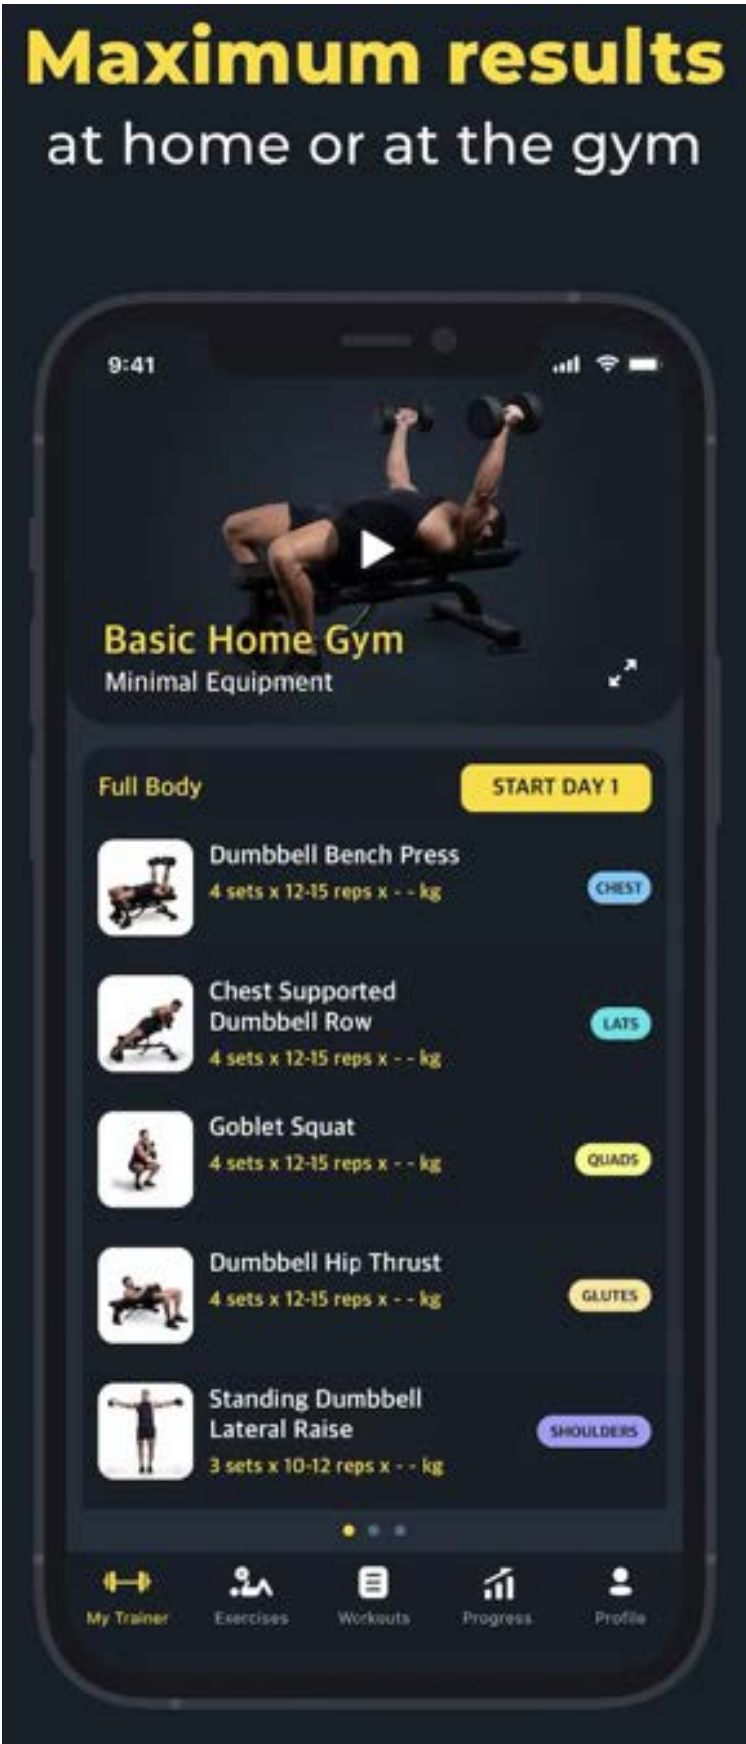 Maximum results
at home or at the gym
9:41
Basic Home Gym
Minimal Equipment
Full Body
START DAY 1
Dumbbell Bench Press
4 sets x 12-15 reps x - - kg
CHEST
Chest Supported
Dumbbell Row
4 sets x 12-15 reps x - - kg
LATS
Goblet Squat
4 sets x 12-15 reps x - - kg
QUADS
Dumbbell Hip Thrust
4 sets x 12-15 reps x - - kg
GLUTES
Standing Dumbbell
Lateral Raise
3 sets x 10-12 reps x - - kg
SHOULDERS
My Trainer
Exercises
Workouts
Progress
Profile